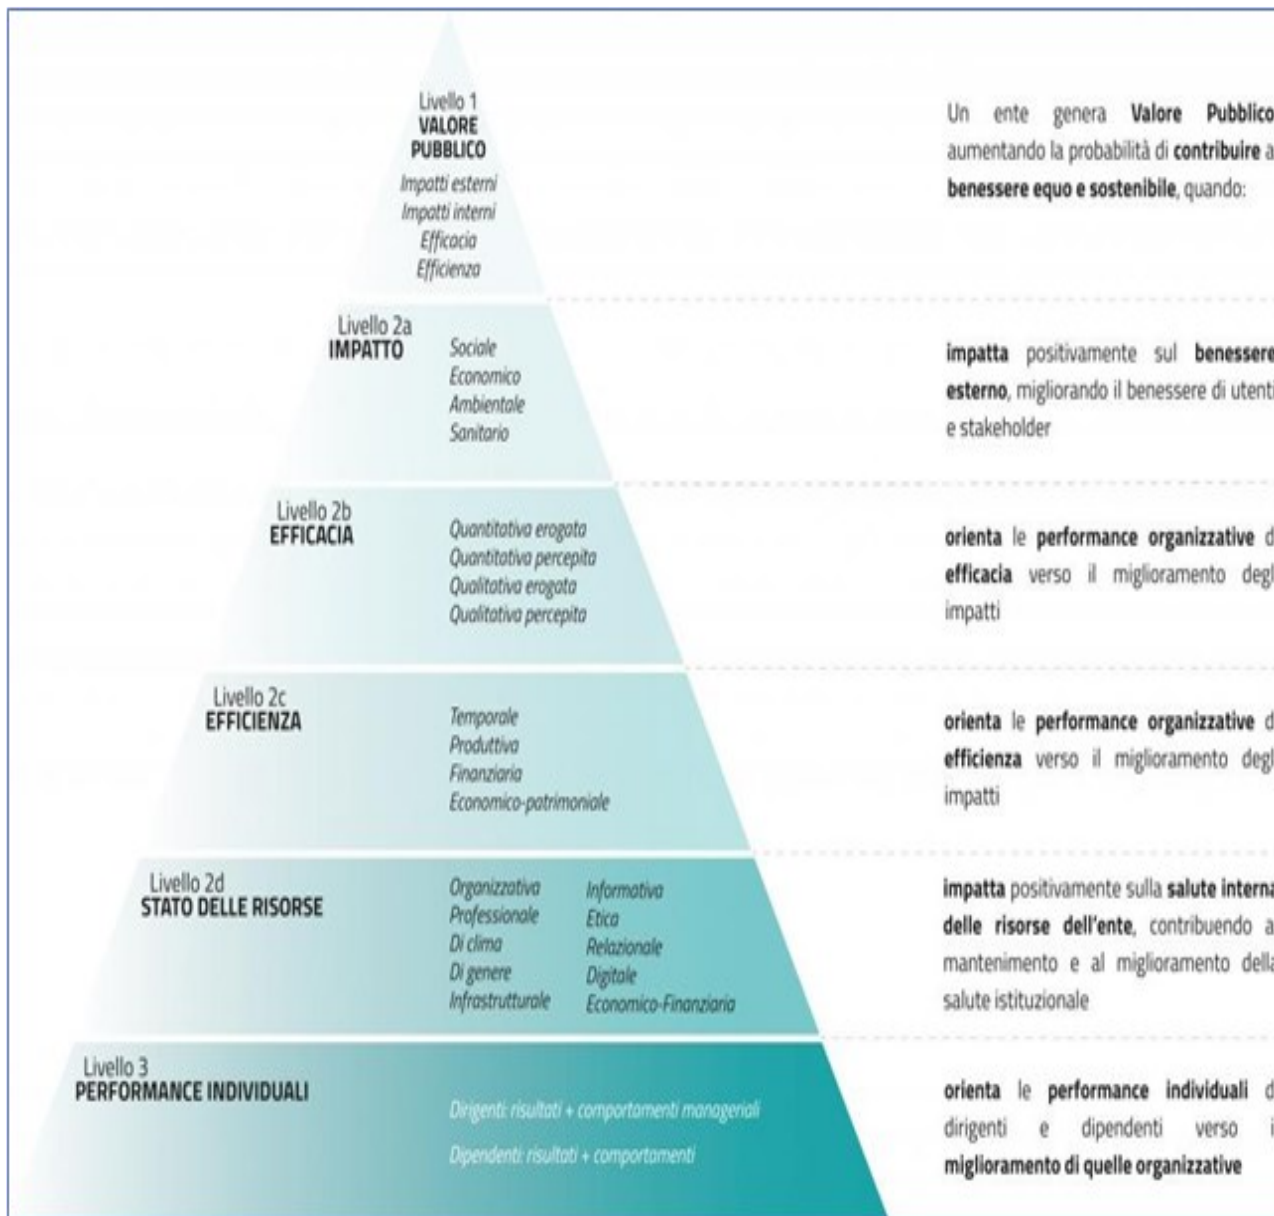 Livello 1
VALORE
PUBBLICO
Impatti esterni
Impatti interni
Efficacia
Efficienza
Un ente genera Valore Pubblico
aumentando la probabilità di contribuire a
benessere equo e sostenibile, quando:
Livello 2a
IMPATTO
Sociale
Economico
Ambientale
Sanitario
impatta positivamente sul benessere
esterno, migliorando il benessere di utenti
e stakeholder
Livello 2b
EFFICACIA
Quantitativa erogata
Quantitativa percepita
Qualitativa erogata
Qualitativa percepita
orienta le performance organizzative d
efficacia verso il miglioramento degl
impatti
Livello 2c
EFFICIENZA
Temporale
Produttiva
Finanziaria
Economico-patrimoniale
orienta le performance organizzative d
efficienza verso il miglioramento degl
impatti
Livello 2d
STATO DELLE RISORSE
Organizzativa
Professionale
Di clima
Di genere
Infrastrutturale
Informativa
Etica
Relazionale
Digitale
Economico-Finanziaria
impatta positivamente sulla salute interna
delle risorse dell'ente, contribuendo a
mantenimento e al miglioramento della
salute istituzionale
Livello 3
PERFORMANCE INDIVIDUALI
Dirigenti: risultati + comportamenti manageriali
Dipendenti: risultati + comportamenti
orienta le performance individuali d
dirigenti e dipendenti verso i
miglioramento di quelle organizzative